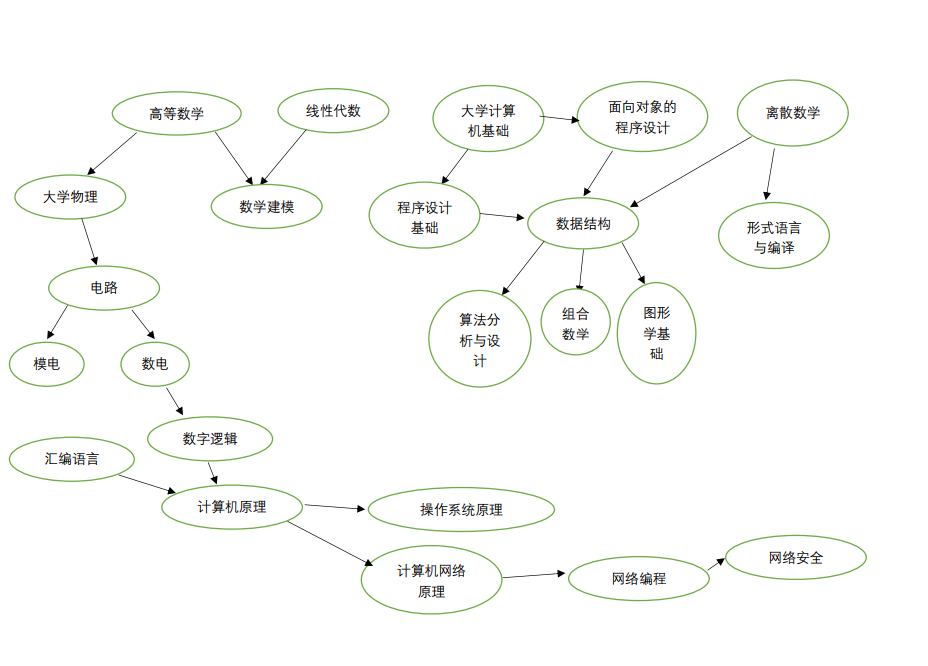 高等数学
线性代数
大学计算
机基础
面向对象的
程序设计
离散数学
大学物理
数学建模
程序设计
基础
数据结构
形式语言
与编译
电路
算法分
析与设
计
组合
数学
图形
学基
础
模电
数电
数字逻辑
汇编语言
计算机原理
操作系统原理
计算机网络
原理
网络编程
网络安全